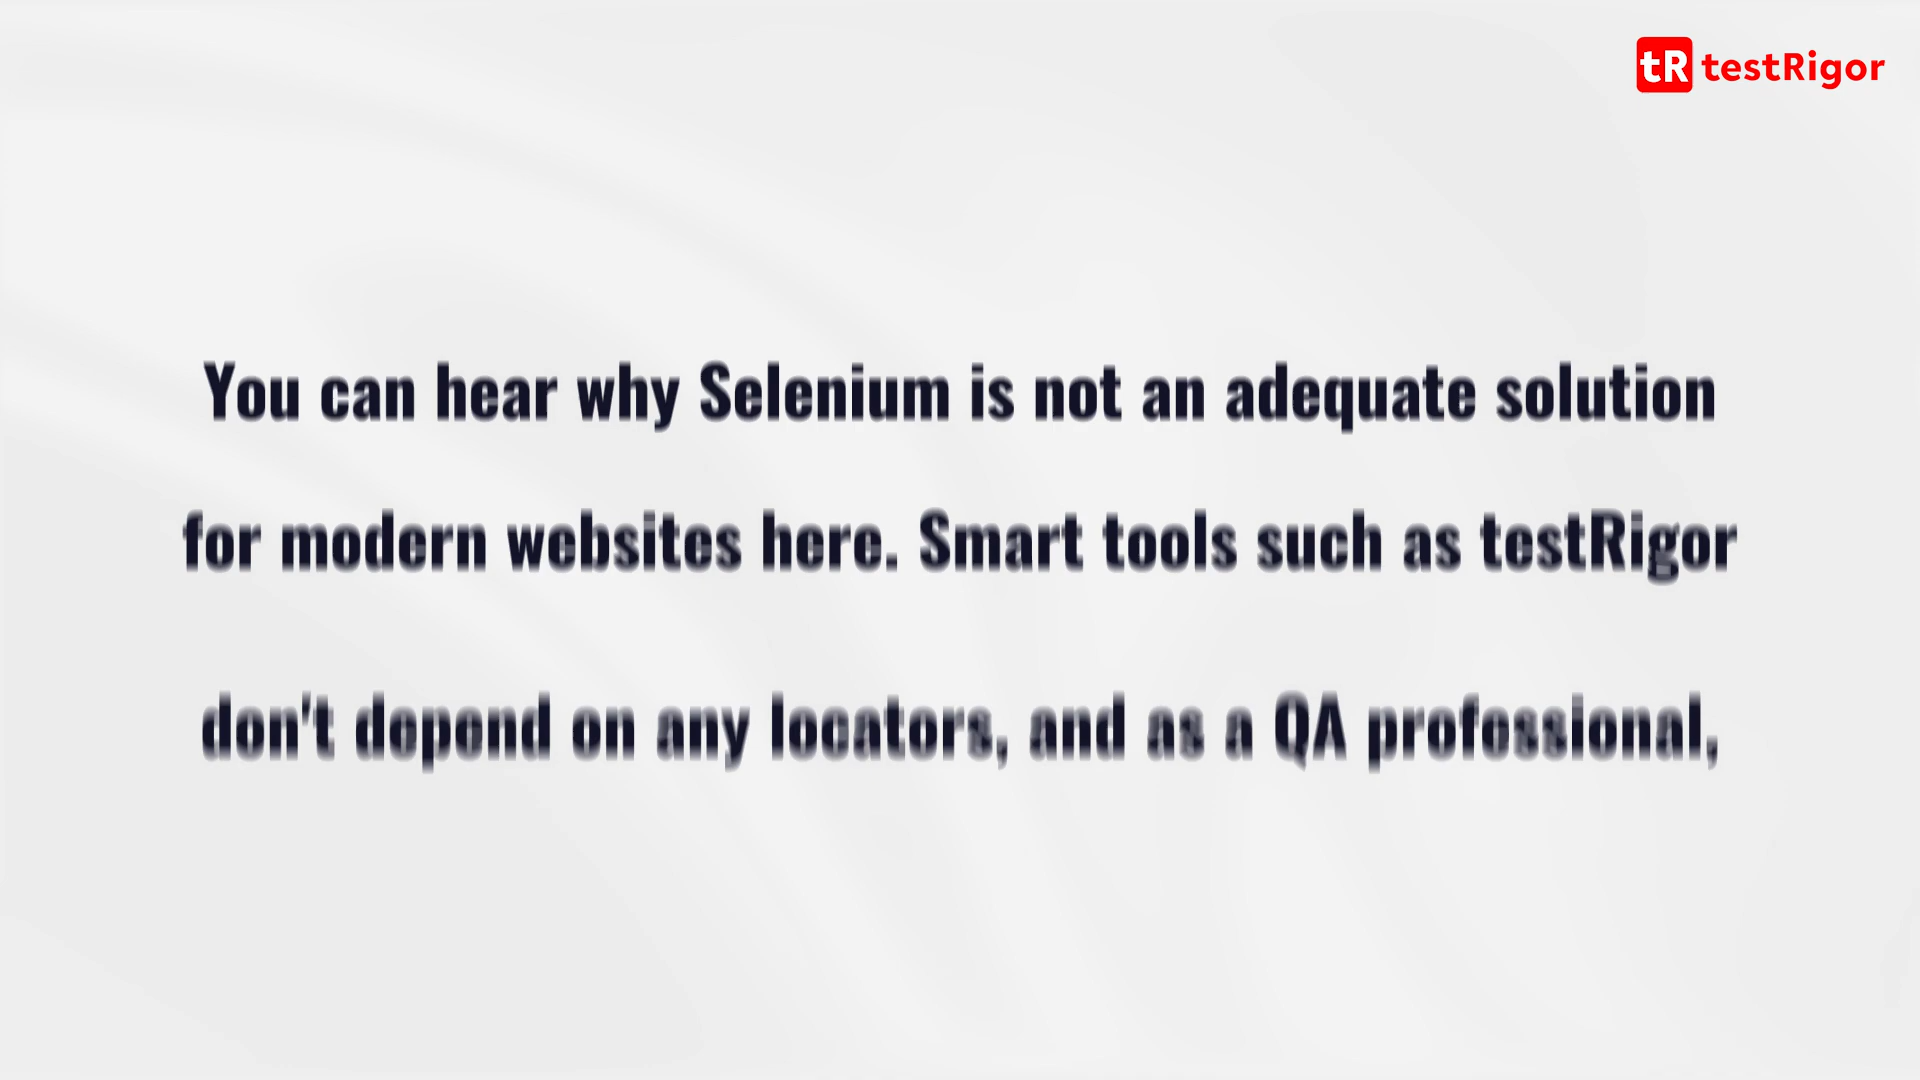 tR testRigor
You can hear why Selenium is not an adequate solution
for modern websites here. Smart tools such as testRigor
don't depend on any locators, and as a QA professional,